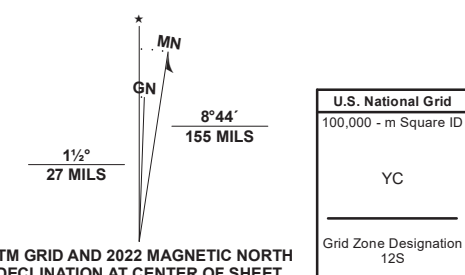 ★
MN
GN
8°44´
155 MILS
1½°
27 MILS
TM GRID AND 2022 MAGNETIC NORTH
DECLINATION AT CENTER OF SHEET
U.S. National Grid
100,000 - m Square ID
YC
Grid Zone Designation
12S